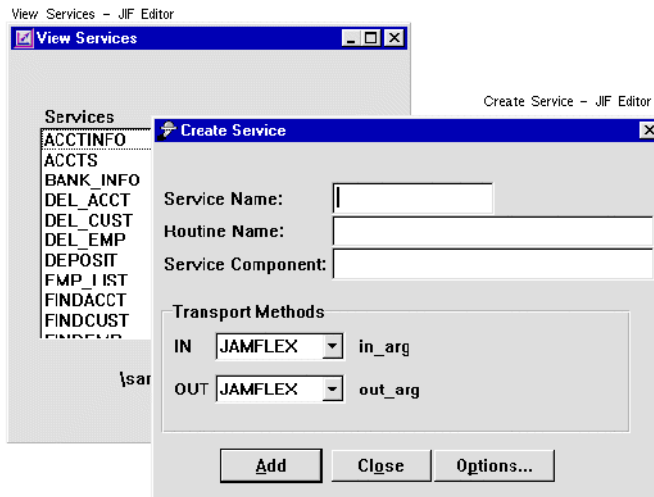 View Services - JIF Editor
View Services
Services
ACCTINFO
ACCTS
BANK_INFO
DEL_ACCT
DEL_CUST
DEL_EMP
DEPOSIT
EMP_LIST
FINDACCT
FINDCUST
\sar
Create Service - JIF Editor
Create Service
Service Name:
Routine Name:
Service Component:
Transport Methods
IN JAMFLEX in_arg
OUT JAMFLEX out_arg
Add Close Options...